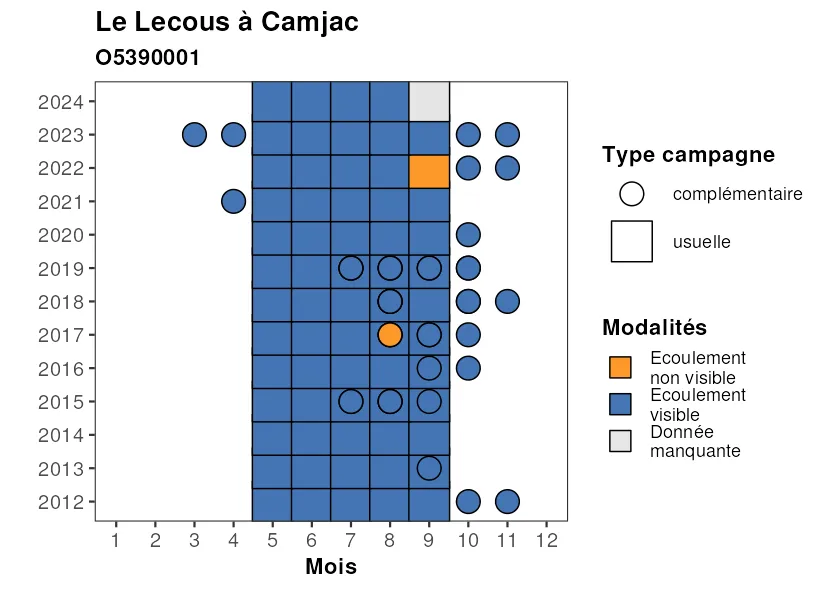 Le Lecous à Camjac
O5390001
2024
2023
2022
2021
2020
2019
2018
2017
2016
2015
2014
2013
2012
1 2 3 4 5 6 7 8 9 10 11 12
Mois
Type campagne
complémentaire
usuelle
Modalités
Ecoulement
non visible
Ecoulement
visible
Donnée
manquante